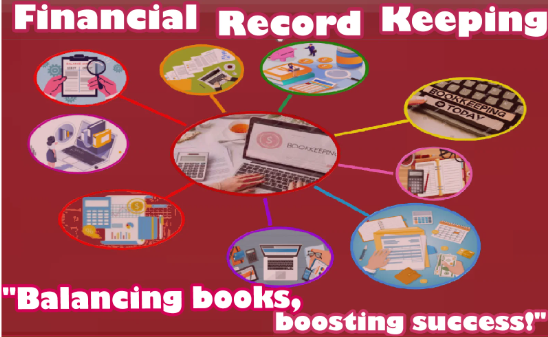 Financial Record Keeping
BOOKKEEPING
TODAY
BOOKKEEPING
"Balancing books,
boosting success!"